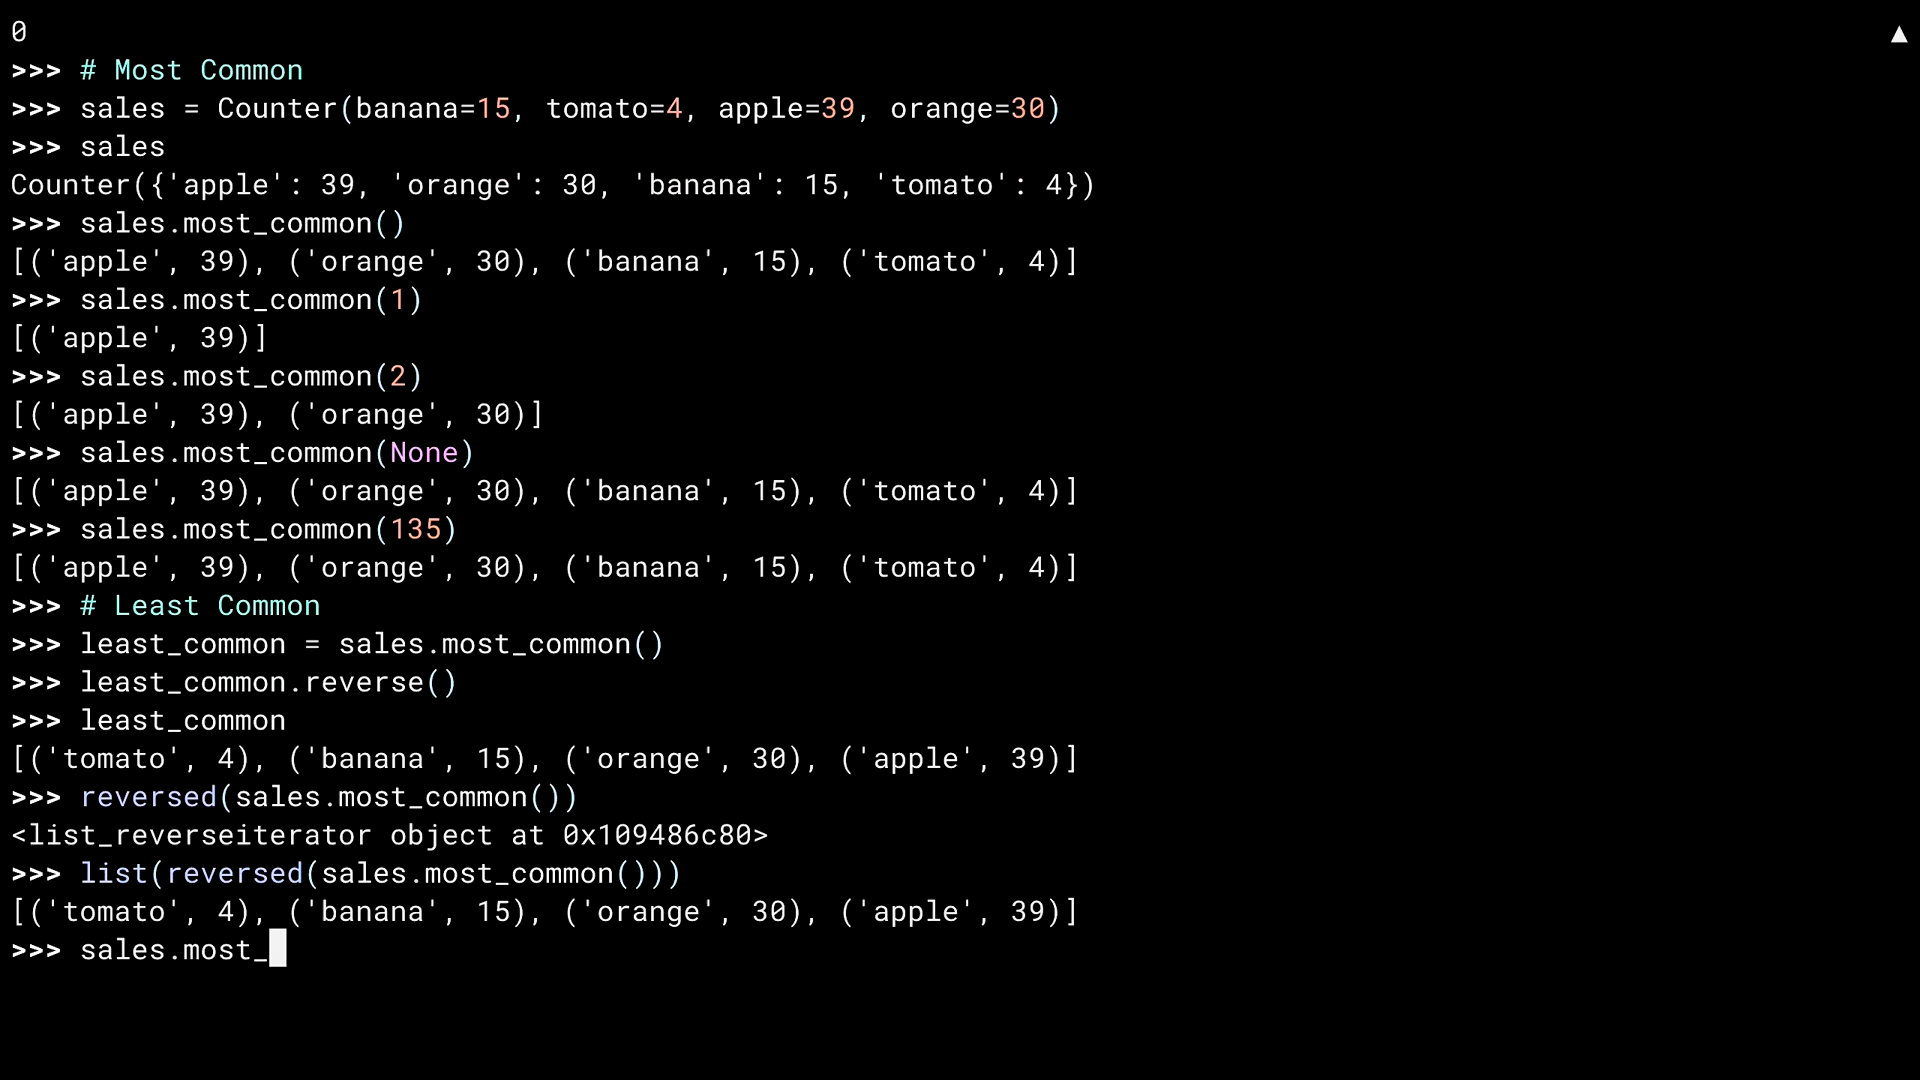 0
>>> # Most Common
>>> sales = Counter(banana=15, tomato=4, apple=39, orange=30)
>>> sales
Counter({'apple': 39, 'orange': 30, 'banana': 15, 'tomato': 4})
>>> sales.most_common()
[('apple', 39), ('orange', 30), ('banana', 15), ('tomato', 4)]
>>> sales.most_common(1)
[('apple', 39)]
>>> sales.most_common(2)
[('apple', 39), ('orange', 30)]
>>> sales.most_common(None)
[('apple', 39), ('orange', 30), ('banana', 15), ('tomato', 4)]
>>> sales.most_common(135)
[('apple', 39), ('orange', 30), ('banana', 15), ('tomato', 4)]
>>> # Least Common
>>> least_common = sales.most_common()
>>> least_common.reverse()
>>> least_common
[('tomato', 4), ('banana', 15), ('orange', 30), ('apple', 39)]
>>> reversed(sales.most_common())
<list_reverseiterator object at 0x109486c80>
>>> list(reversed(sales.most_common()))
[('tomato', 4), ('banana', 15), ('orange', 30), ('apple', 39)]
>>> sales.most_